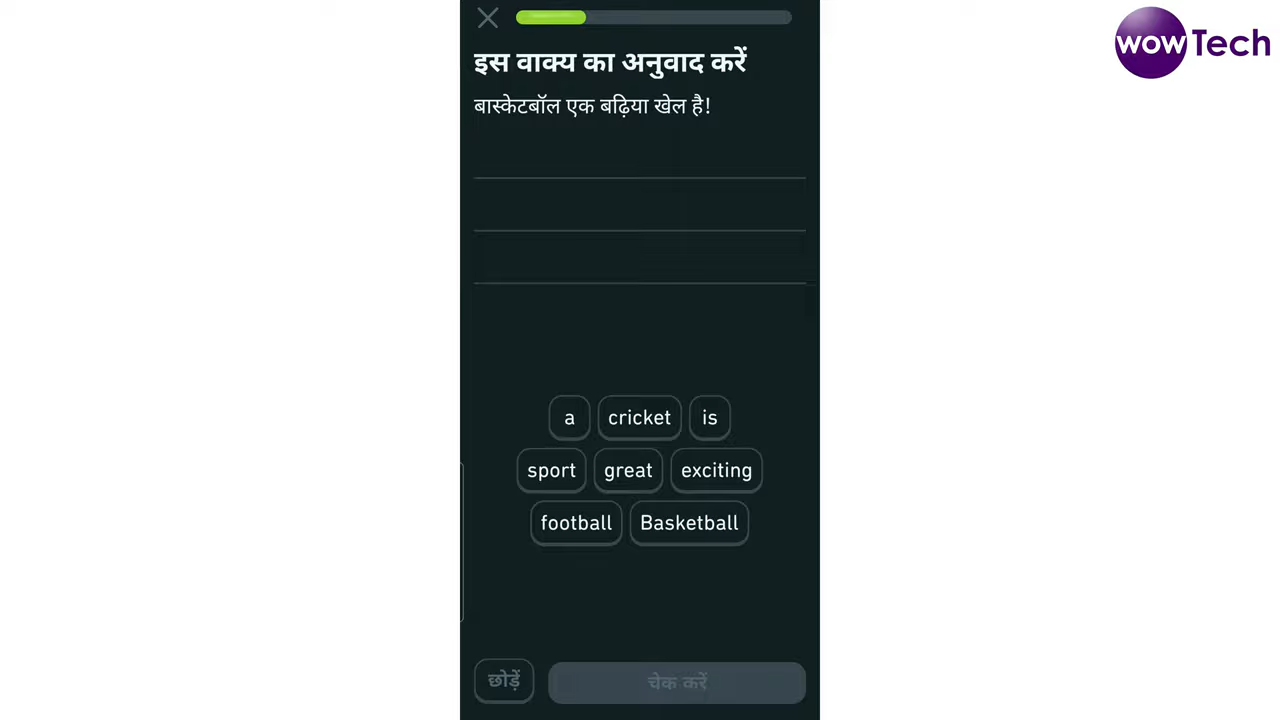 wowTech
इस वाक्य का अनुवाद करें
बास्केटबॉल एक बढ़िया खेल है!
a cricket is
sport great exciting
football Basketball
छोड़ें चेक करें